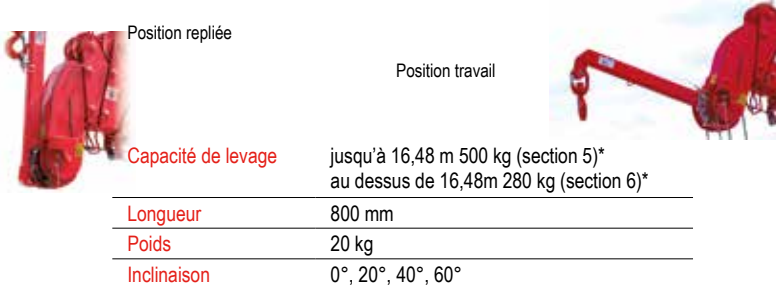 Position repliée
Position travail
Capacité de levage jusqu'à 16,48 m 500 kg (section 5)*
au dessus de 16,48m 280 kg (section 6)*
Longueur 800 mm
Poids 20 kg
Inclinaison 0°, 20°, 40°, 60°